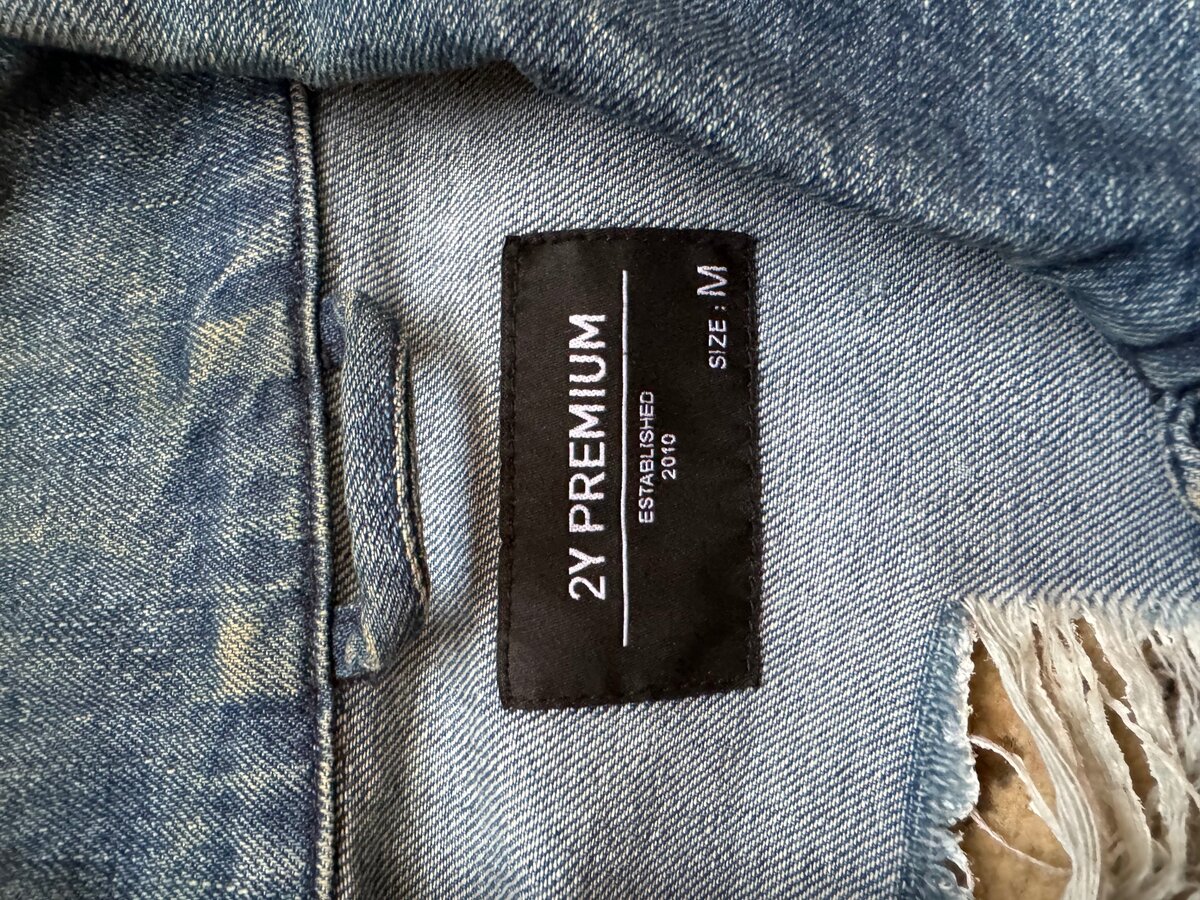 2Y PREMIUM
ESTABLISHED
2010
SIZE : M